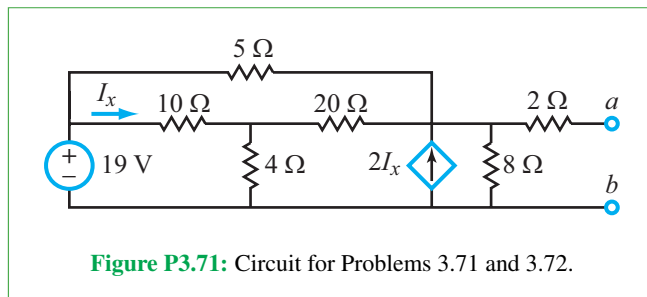 5 Ω
Iₓ
10 Ω
20 Ω
2 Ω
a
+
−
19 V
4 Ω
2Iₓ
8 Ω
b
Figure P3.71: Circuit for Problems 3.71 and 3.72.